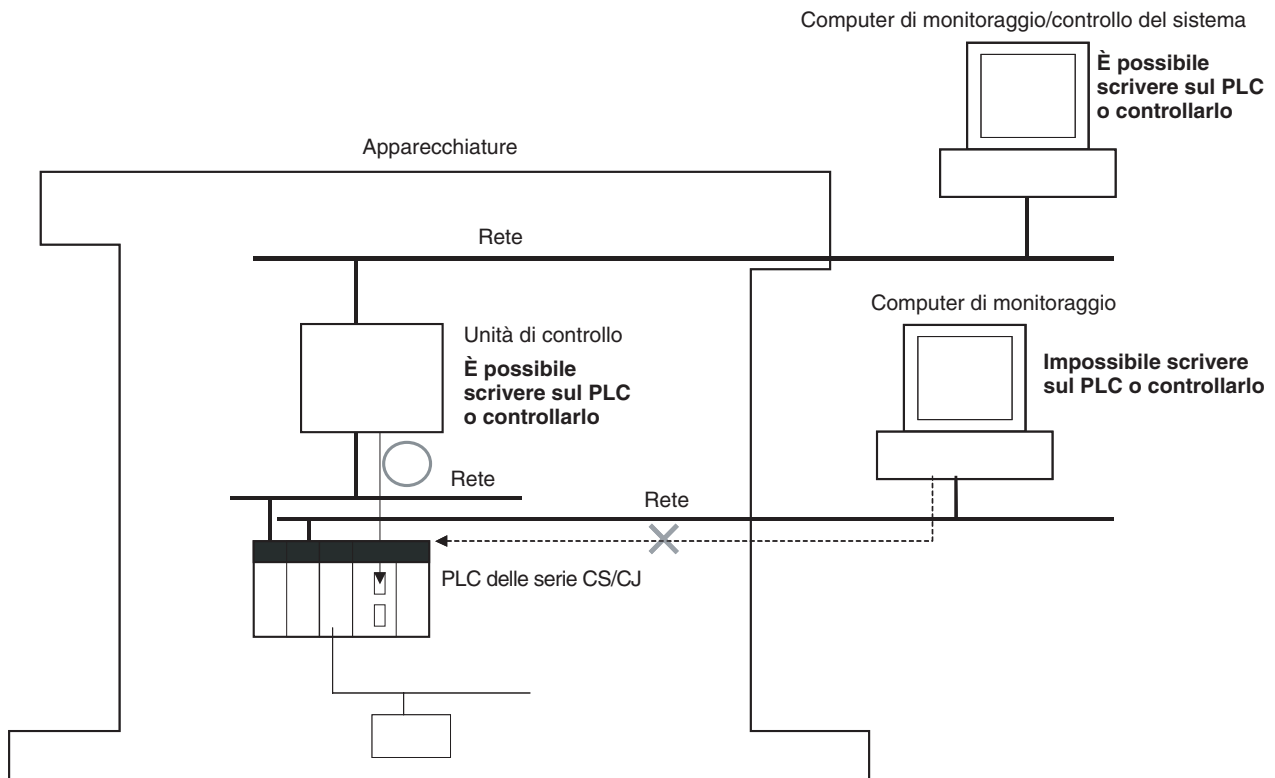 Computer di monitoraggio/controllo del sistema
È possibile
scrivere sul PLC
o controllarlo
Apparecchiature
Rete
Computer di monitoraggio
Unità di controllo
È possibile
scrivere sul PLC
o controllarlo
Impossibile scrivere
sul PLC o controllarlo
Rete
Rete
PLC delle serie CS/CJ